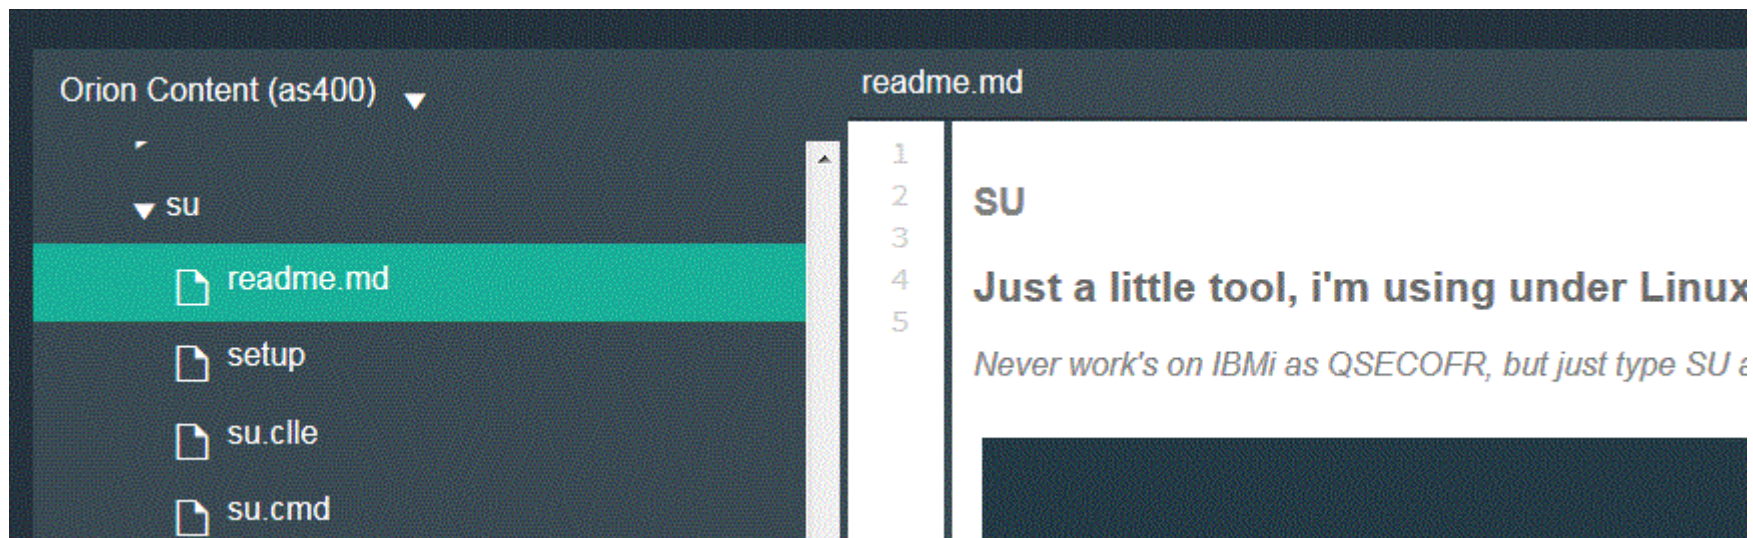 Orion Content (as400)
su
readme.md
setup
su.clle
su.cmd
readme.md
1
2
3
4
5
SU
Just a little tool, i'm using under Linux
Never work's on IBMi as QSECOFR, but just type SU a